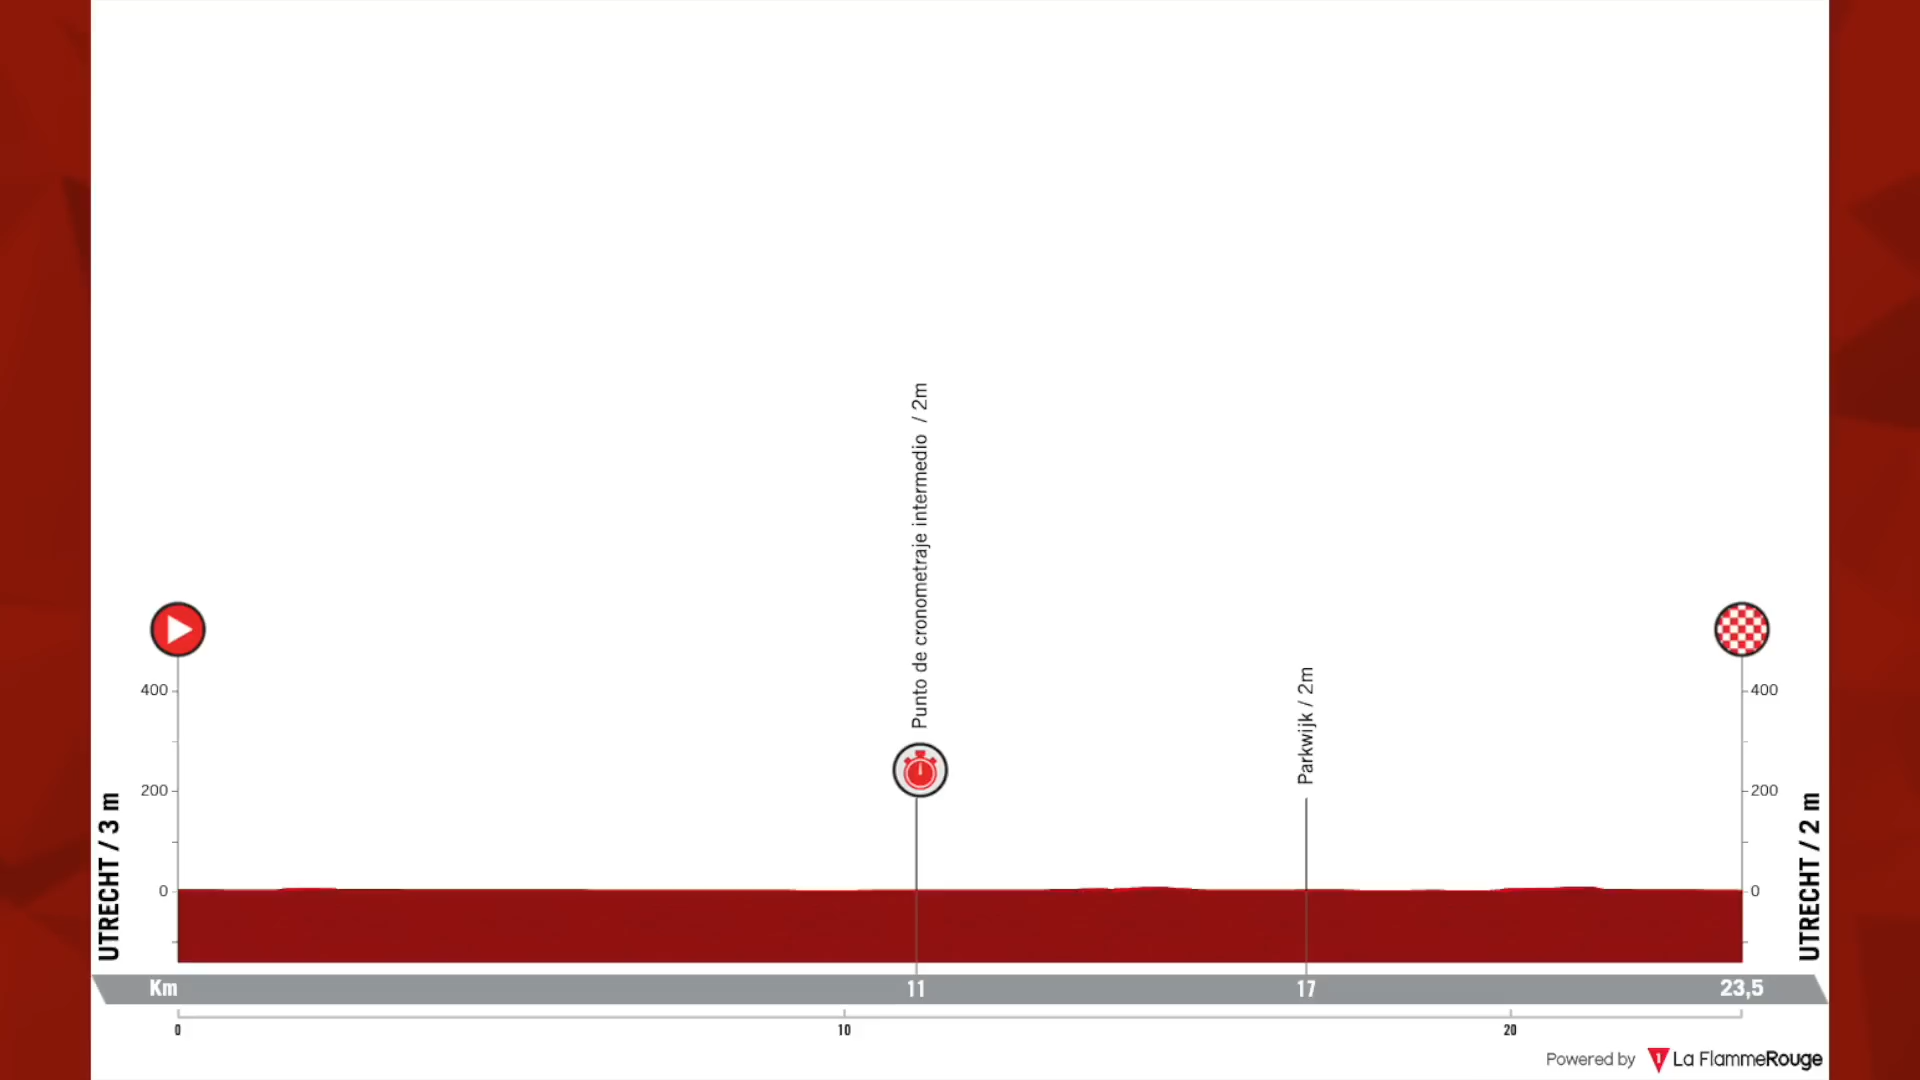 Punto de cronometraje intermedio / 2m
Parkwijk / 2m
400
400
200
200
0
0
UTRECHT / 3 m
UTRECHT / 2 m
Km
11
17
23,5
0
10
20
Powered by 1 La FlammeRouge